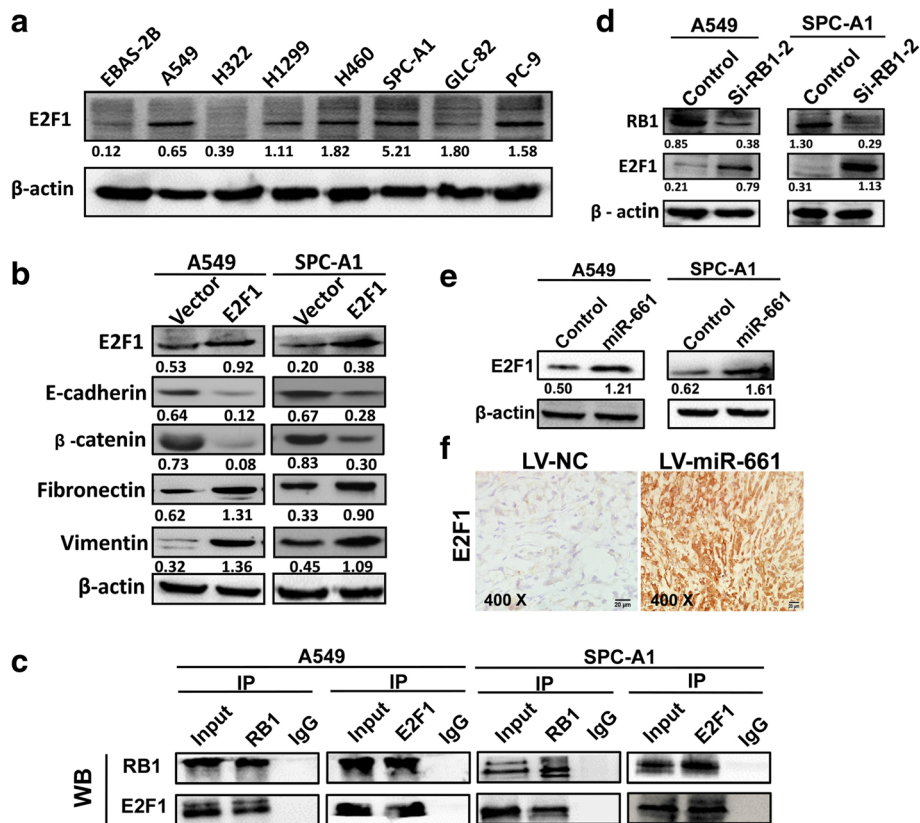 a
EBAS-2B A549 H322 H1299 H460 SPC-A1 GLC-82 PC-9
E2F1
0.12 0.65 0.39 1.11 1.82 5.21 1.80 1.58
β-actin
b
A549 SPC-A1
Vector E2F1 Vector E2F1
E2F1
0.53 0.92 0.20 0.38
E-cadherin
0.64 0.12 0.67 0.28
β -catenin
0.73 0.08 0.83 0.30
Fibronectin
0.62 1.31 0.33 0.90
Vimentin
0.32 1.36 0.45 1.09
β-actin
c
A549 SPC-A1
IP IP IP IP
Input RB1 IgG Input E2F1 IgG Input RB1 IgG Input E2F1 IgG
WB
RB1
E2F1
d
A549 SPC-A1
Control Si-RB1-2 Control Si-RB1-2
RB1
0.85 0.38 1.30 0.29
E2F1
0.21 0.79 0.31 1.13
β - actin
e
A549 SPC-A1
Control miR-661 Control miR-661
E2F1
0.50 1.21 0.62 1.61
β-actin
f
LV-NC LV-miR-661
E2F1
400 X 20 μm 400 X 20 μm